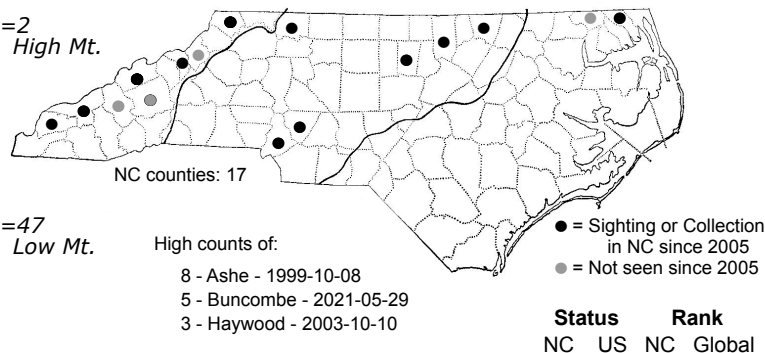 =2
High Mt.
NC counties: 17
=47
Low Mt.
High counts of:
8 - Ashe - 1999-10-08
5 - Buncombe - 2021-05-29
3 - Haywood - 2003-10-10
= Sighting or Collection
in NC since 2005
= Not seen since 2005
Status Rank
NC US NC Global